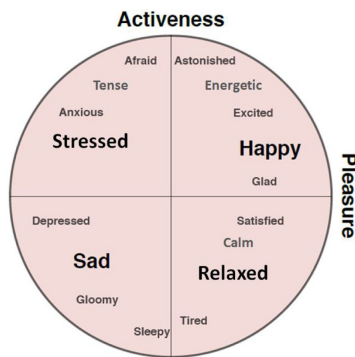 Activeness
Afraid
Astonished
Tense
Energetic
Anxious
Excited
Stressed
Happy
Glad
Pleasure
Depressed
Satisfied
Calm
Sad
Relaxed
Gloomy
Tired
Sleepy